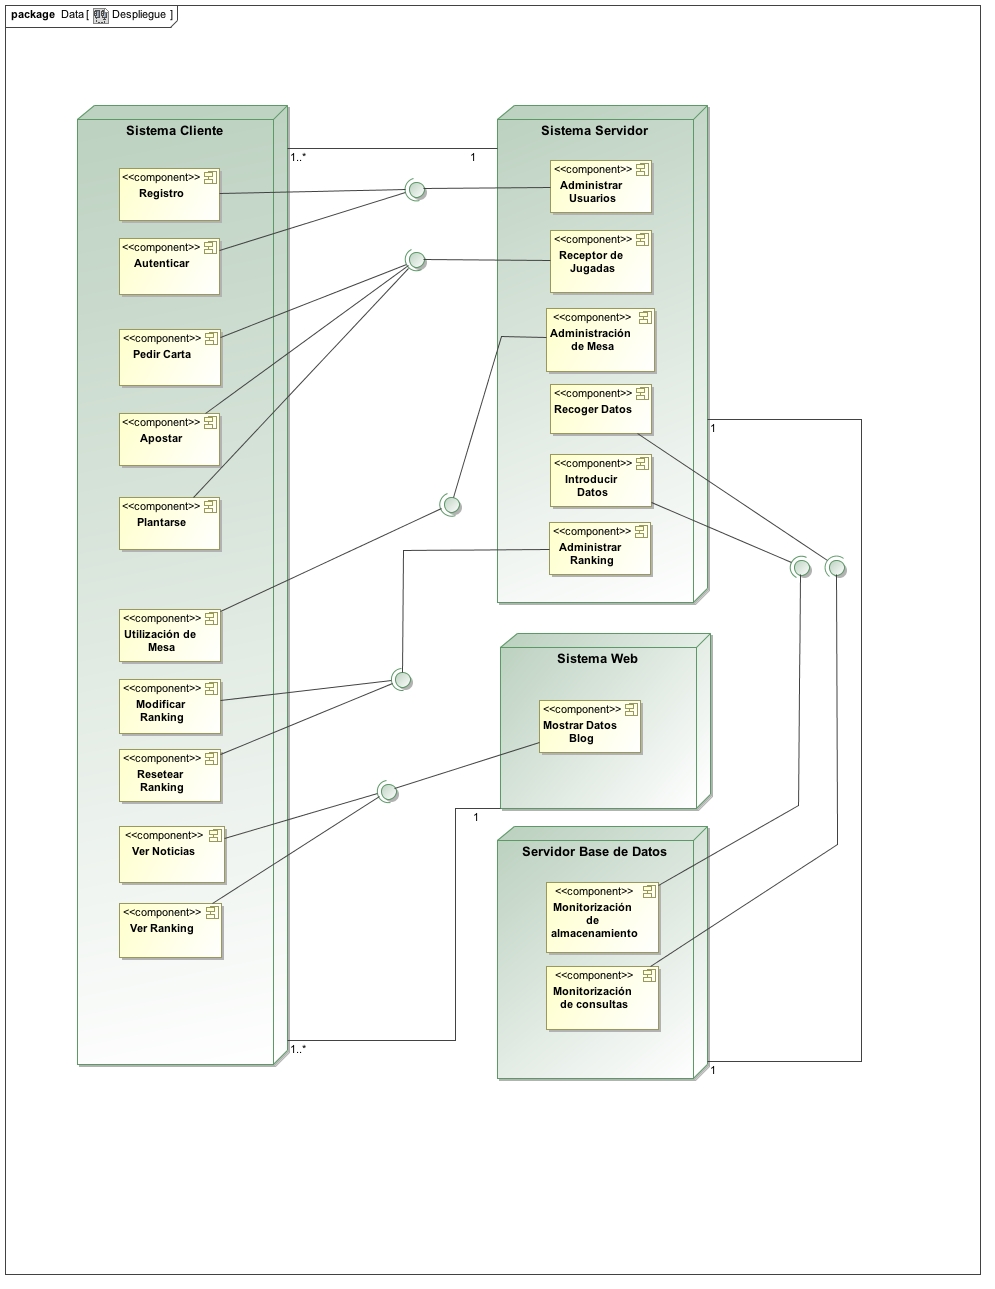 package Data [ Despliegue ]
Sistema Cliente
<<component>>
Registro
<<component>>
Autenticar
<<component>>
Pedir Carta
<<component>>
Apostar
<<component>>
Plantarse
<<component>>
Utilización de
Mesa
<<component>>
Modificar
Ranking
<<component>>
Resetear
Ranking
<<component>>
Ver Noticias
<<component>>
Ver Ranking
1..*
1
Sistema Servidor
<<component>>
Administrar
Usuarios
<<component>>
Receptor de
Jugadas
<<component>>
Administración
de Mesa
<<component>>
Recoger Datos
<<component>>
Introducir
Datos
<<component>>
Administrar
Ranking
1
Sistema Web
<<component>>
Mostrar Datos
Blog
1
1..*
Servidor Base de Datos
<<component>>
Monitorización
de
almacenamiento
<<component>>
Monitorización
de consultas
1